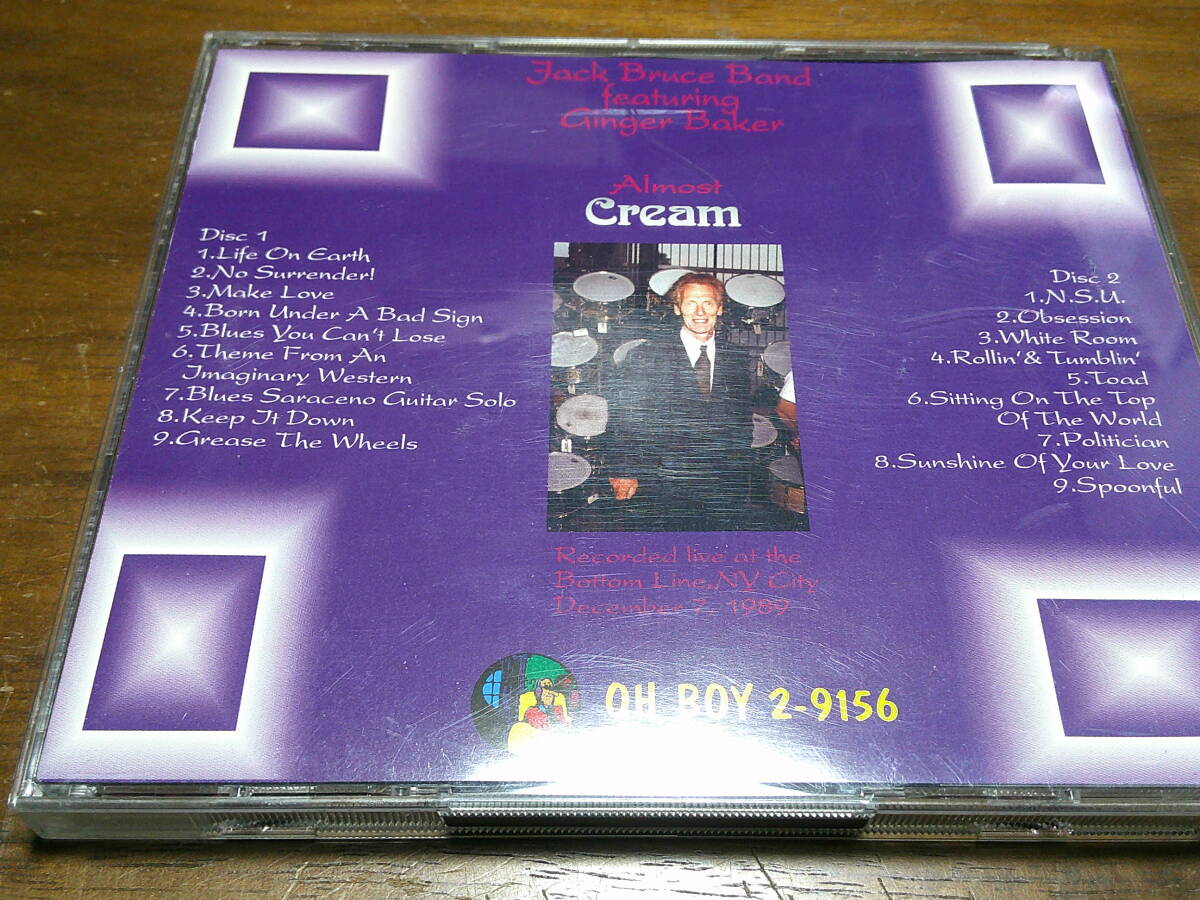 Jack Bruce Band
featuring
Ginger Baker
Almost
Cream
Disc 1
1.Life On Earth
2.No Surrender!
3.Make Love
4.Born Under A Bad Sign
5.Blues You Can't Lose
6.Theme From An
Imaginary Western
7.Blues Saraceno Guitar Solo
8.Keep It Down
9.Grease The Wheels
Disc 2
1.N.S.U.
2.Obsession
3.White Room
4.Rollin'& Tumblin'
5.Toad
6.Sitting On The Top
Of The World
7.Politician
8.Sunshine Of Your Love
9.Spoonful
Recorded live at the
Bottom Line,NY City
December 7, 1989
OH BOY 2-9156